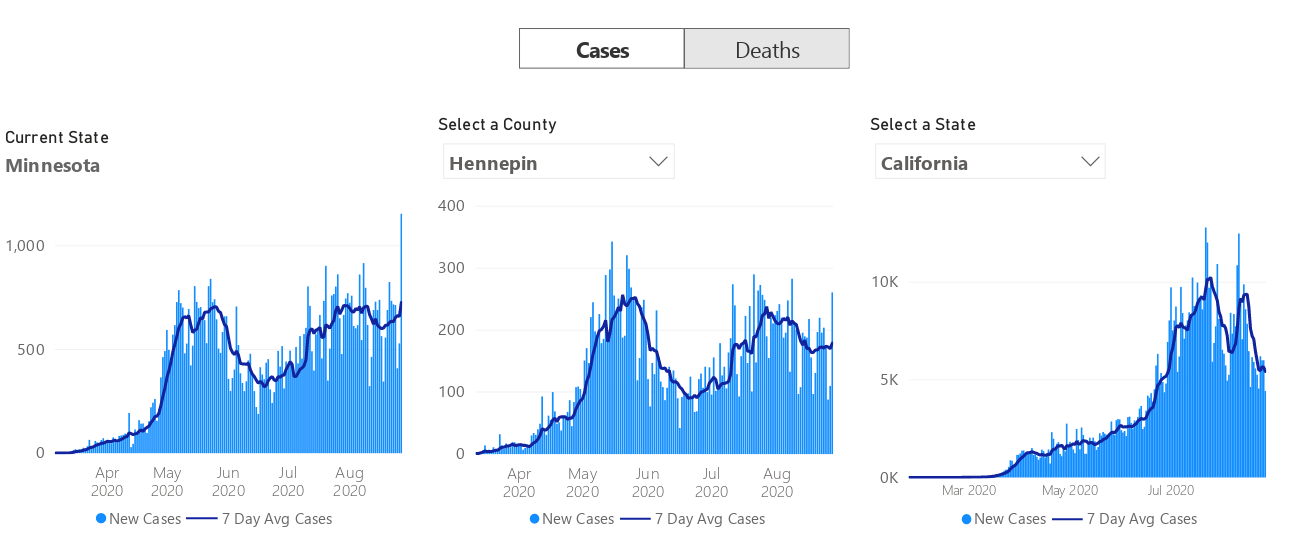 Cases Deaths
Current State
Minnesota
1,000
500
0
Apr 2020 May 2020 Jun 2020 Jul 2020 Aug 2020
New Cases 7 Day Avg Cases
Select a County
Hennepin
400
300
200
100
0
Apr 2020 May 2020 Jun 2020 Jul 2020 Aug 2020
New Cases 7 Day Avg Cases
Select a State
California
10K
5K
0K
Mar 2020 May 2020 Jul 2020
New Cases 7 Day Avg Cases